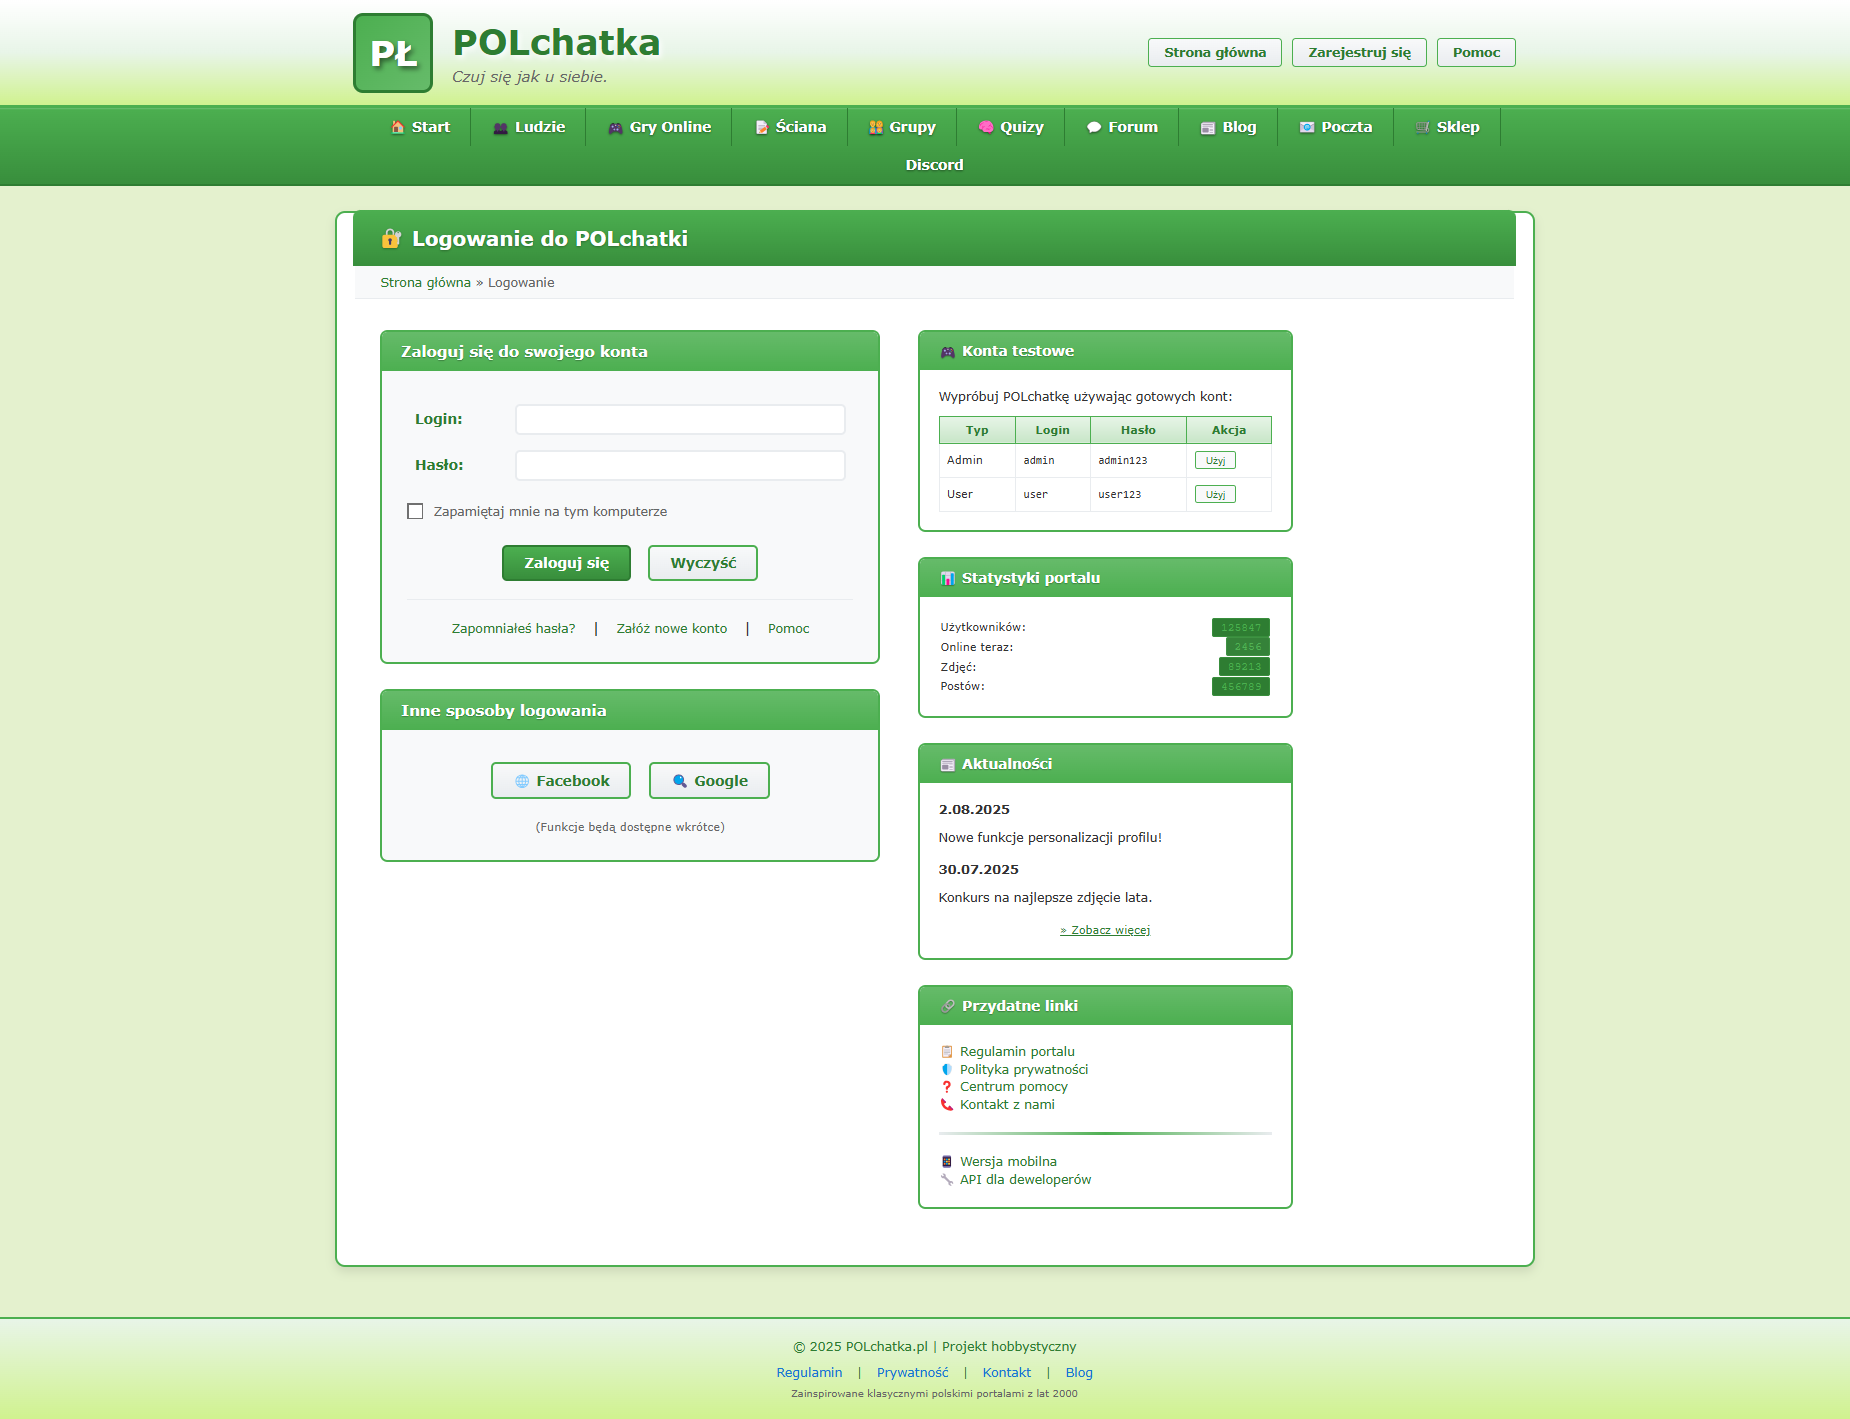 PŁ
POLchatka
Czuj się jak u siebie.
Strona główna Zarejestruj się Pomoc
Start Ludzie Gry Online Ściana Grupy Quizy Forum Blog Poczta Sklep
Discord
Logowanie do POLchatki
Strona główna » Logowanie
Zaloguj się do swojego konta
Login:
Hasło:
Zapamiętaj mnie na tym komputerze
Zaloguj się Wyczyść
Zapomniałeś hasła? | Załóż nowe konto | Pomoc
Inne sposoby logowania
Facebook Google
(Funkcje będą dostępne wkrótce)
Konta testowe
Wypróbuj POLchatkę używając gotowych kont:
Typ Login Hasło Akcja
Admin admin admin123 Użyj
User user user123 Użyj
Statystyki portalu
Użytkowników: 125847
Online teraz: 2456
Zdjęć: 89213
Postów: 456789
Aktualności
2.08.2025
Nowe funkcje personalizacji profilu!
30.07.2025
Konkurs na najlepsze zdjęcie lata.
» Zobacz więcej
Przydatne linki
Regulamin portalu
Polityka prywatności
Centrum pomocy
Kontakt z nami
Wersja mobilna
API dla deweloperów
© 2025 POLchatka.pl | Projekt hobbystyczny
Regulamin | Prywatność | Kontakt | Blog
Zainspirowane klasycznymi polskimi portalami z lat 2000